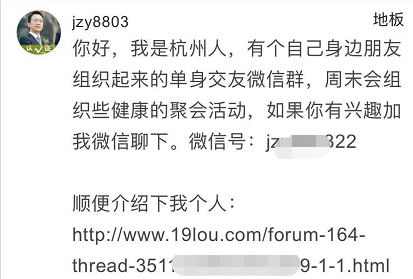 jzy8803
地板
你好，我是杭州人，有个自己身边朋友
组织起来的单身交友微信群，周末会组
织些健康的聚会活动，如果你有兴趣加
我微信聊下。微信号：jz 322
顺便介绍下我个人：
http://www.19lou.com/forum-164-
thread-3511 9-1-1.html